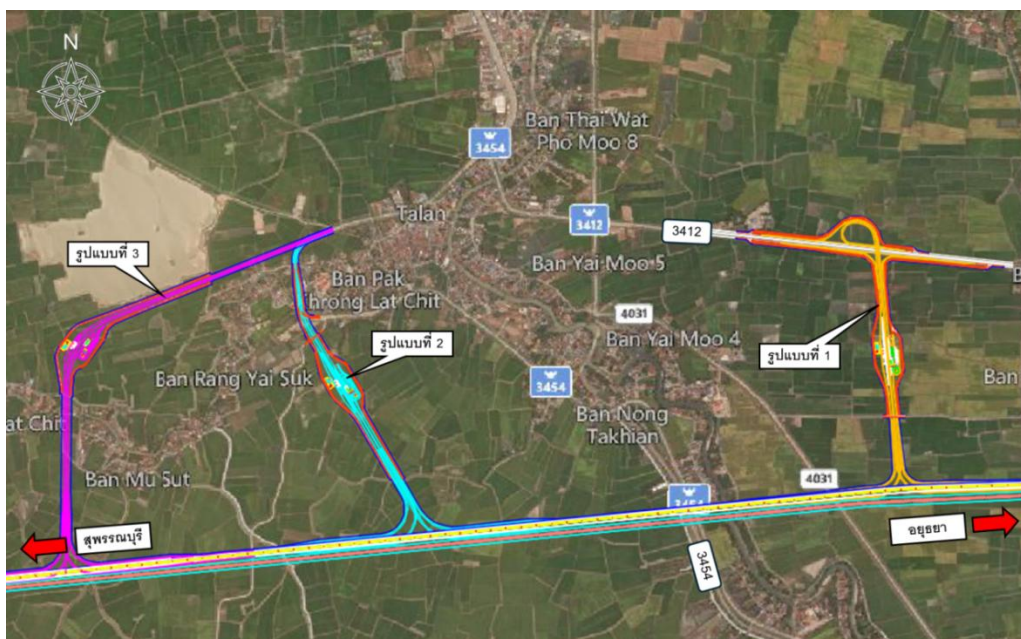 N
3454
Ban Thai Wat
Pho Moo 8
Talan
3412
3412
รูปแบบที่ 3
Ban Yai Moo 5
Ban Pak
Khrong Lat Chit
4031
รูปแบบที่ 2
Ban Yai Moo 4
รูปแบบที่ 1
Ban Rang Yai Suk
3454
Ban
at Chit
Ban Nong
Takhian
Ban Mu Sut
4031
3454
สุพรรณบุรี
อยุธยา
3454